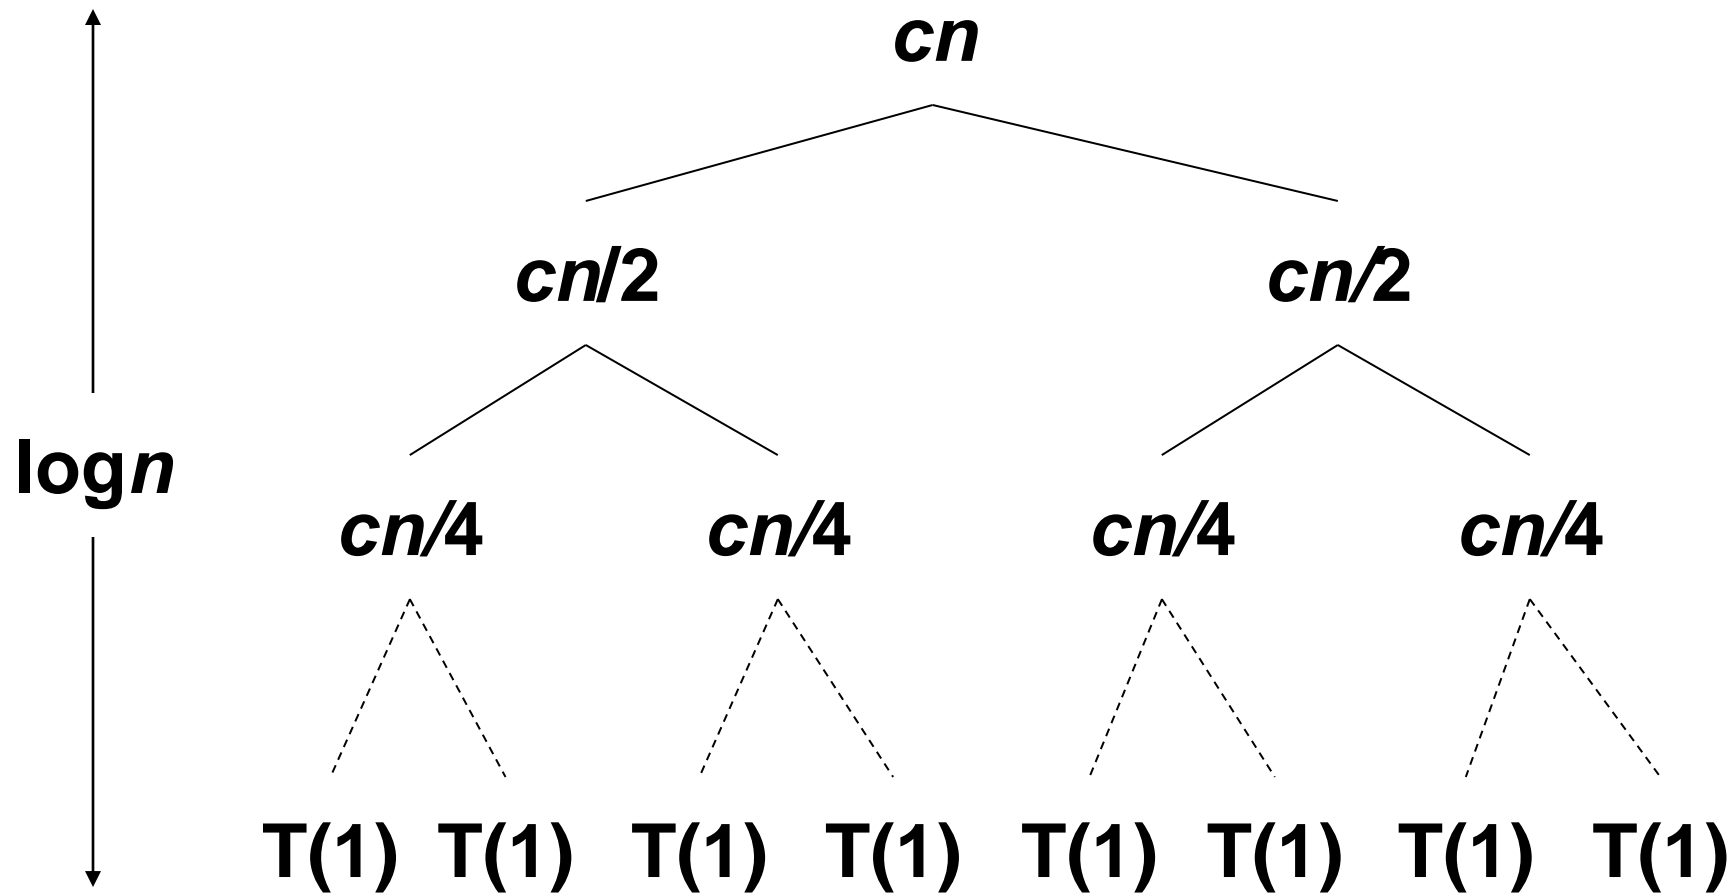 cn
cn/2 cn/2
logn
cn/4 cn/4 cn/4 cn/4
T(1) T(1) T(1) T(1) T(1) T(1) T(1) T(1)